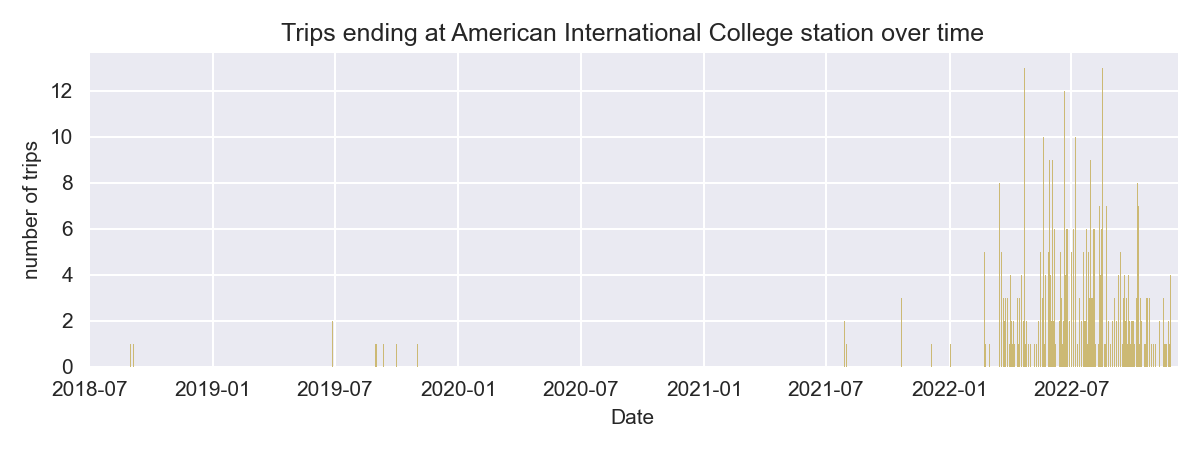 Trips ending at American International College station over time
number of trips
12
10
8
6
4
2
0
2018-07 2019-01 2019-07 2020-01 2020-07 2021-01 2021-07 2022-01 2022-07
Date